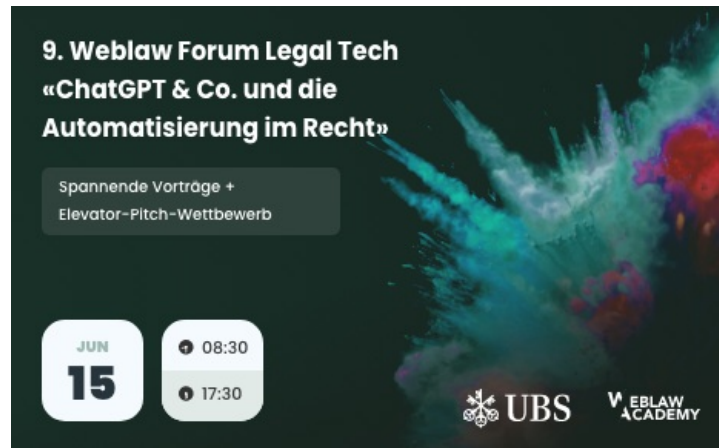 9. Weblaw Forum Legal Tech
«ChatGPT & Co. und die
Automatisierung im Recht»
Spannende Vorträge +
Elevator-Pitch-Wettbewerb
JUN
15
08:30
17:30
UBS
WEBLAW
ACADEMY